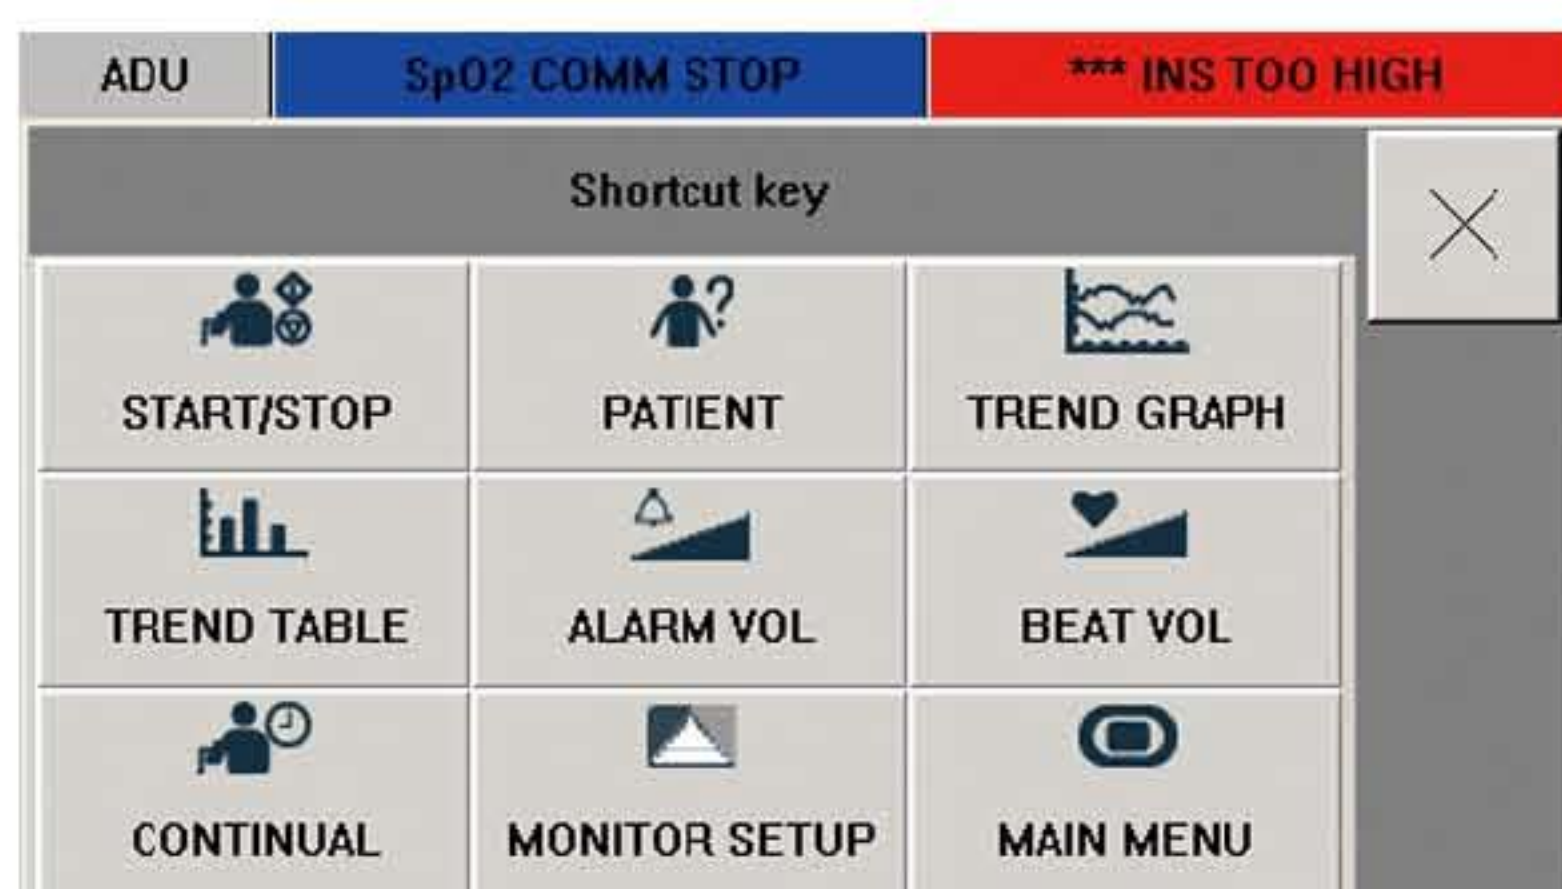 ADU SpO2 COMM STOP *** INS TOO HIGH
Shortcut key
START/STOP PATIENT TREND GRAPH
TREND TABLE ALARM VOL BEAT VOL
CONTINUAL MONITOR SETUP MAIN MENU